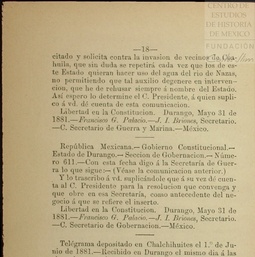 CENTRO
DE ESTUDIOS
DE HISTORIA
DE MÉXICO
FUNDACIÓN
—18—
citado y solicita contra la invasion de vecinos de Coahuila,
que sin duda se repetirá cada vez que los de este
Estado quieran hacer uso del agua del rio de Nazas,
no permitiendo que tal auxilio degenere en intervencion,
que he de rehusar siempre á nombre del Estado.
Así espero lo determine el C. Presidente, á quien suplico
á vd. dé cuenta de esta comunicacion.
Libertad en la Constitucion. Durango, Mayo 31 de
1881.—Francisco G. Palacio.—J. I. Briones, Secretario.
—C. Secretario de Guerra y Marina.—México.
República Mexicana.—Gobierno Constitucional.—
Estado de Durango.—Seccion de Gobernacion.—Número
611.—Con esta fecha digo á la Secretaría de Guerra
lo que sigue:—(Véase la comunicacion anterior.)
Y lo trascribo á vd. suplicándole que á su vez dé cuenta
al C. Presidente para la resolucion que convenga y
que obre en esa Secretaría, como antecedente del negocio
á que se refiere el inserto.
Libertad en la Constitucion. Durango, Mayo 31 de
1881.—Francisco G. Palacio.—J. I. Briones, Secretario.
—C. Secretario de Gobernacion.—México.
Telégrama depositado en Chalchihuites el 1.º de Junio
de 1881.—Recibido en Durango el mismo dia á las